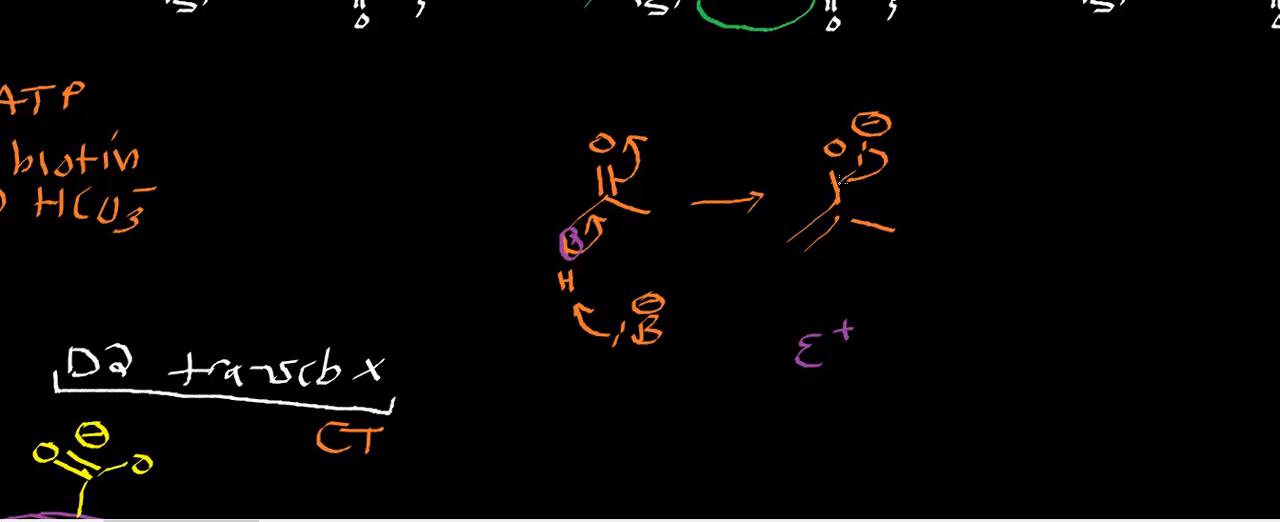 ATP
biotin
HCO3-
O
H
:B ⊖
O ⊖
E+
D2 transcbx
CT
O ⊖ O